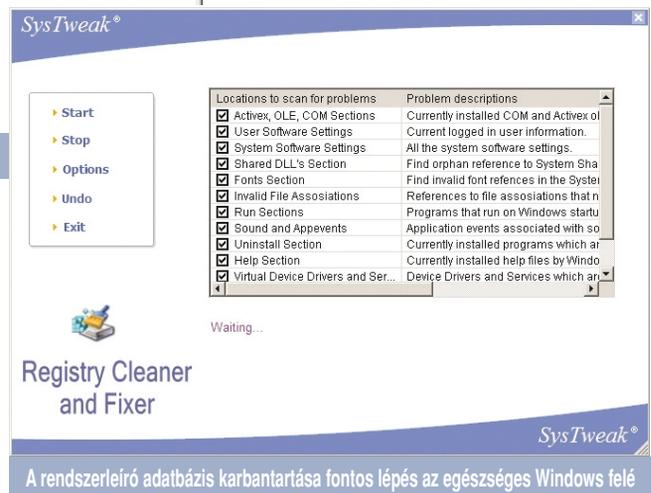 SysTweak®
Start
Stop
Options
Undo
Exit
Locations to scan for problems Problem descriptions
Activex, OLE, COM Sections Currently installed COM and Activex ol
User Software Settings Current logged in user information.
System Software Settings All the system software settings.
Shared DLL's Section Find orphan reference to System Sha
Fonts Section Find invalid font refences in the System
Invalid File Assosiations References to file assosiations that n
Run Sections Programs that run on Windows startu
Sound and Appevents Application events associated with so
Uninstall Section Currently installed programs which ar
Help Section Currently installed help files by Windo
Virtual Device Drivers and Ser... Device Drivers and Services which are
Waiting...
Registry Cleaner
and Fixer
SysTweak®
A rendszerleíró adatbázis karbantartása fontos lépés az egészséges Windows felé